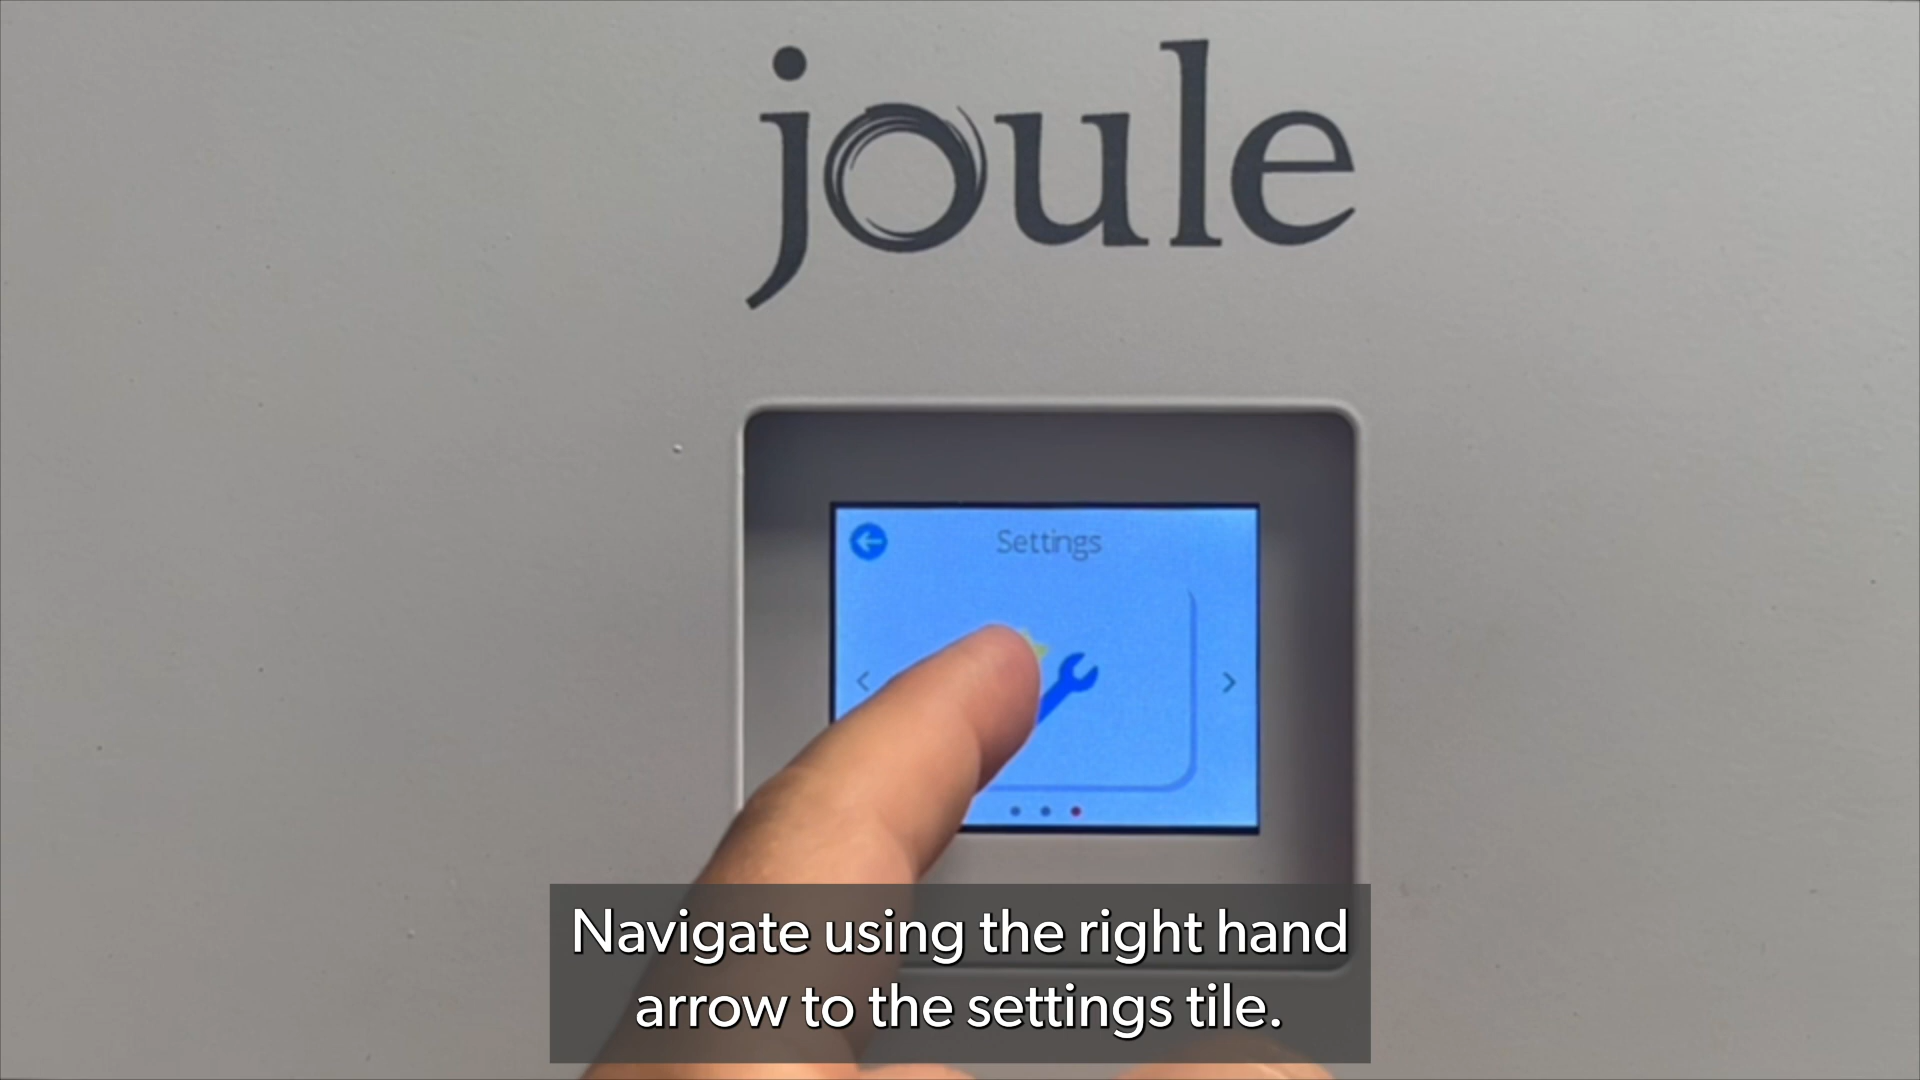 joule
Settings
Navigate using the right hand
arrow to the settings tile.